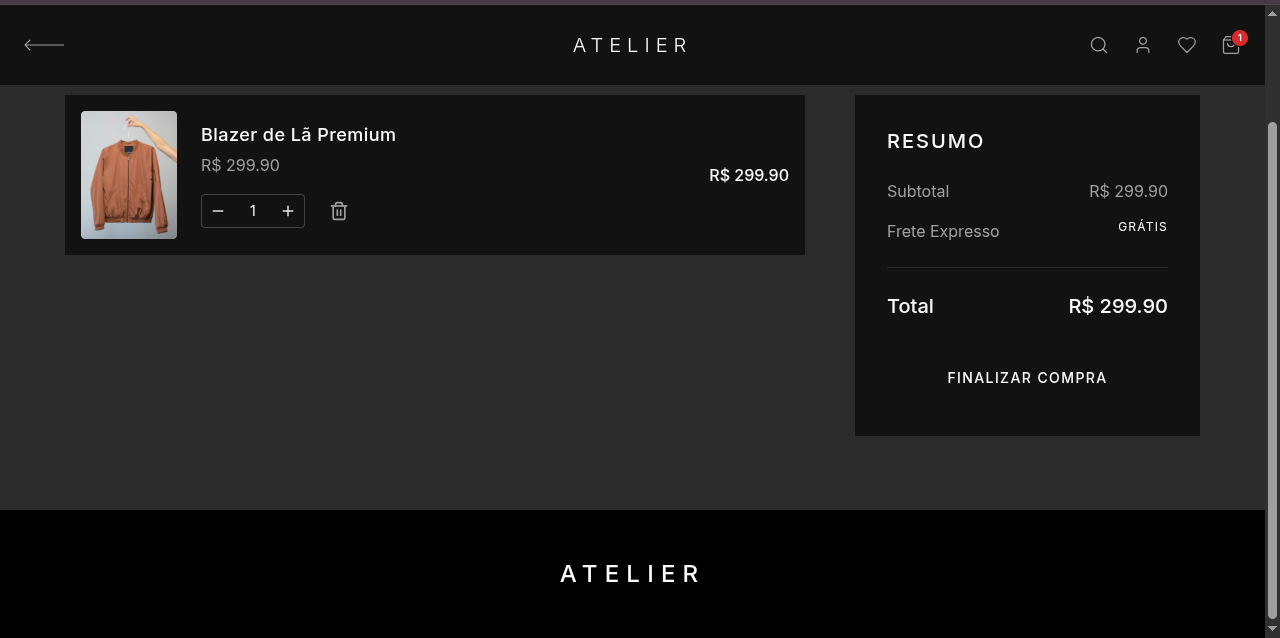 ATELIER
1
Blazer de Lã Premium
R$ 299.90
1
R$ 299.90
RESUMO
Subtotal R$ 299.90
Frete Expresso GRÁTIS
Total R$ 299.90
FINALIZAR COMPRA
ATELIER